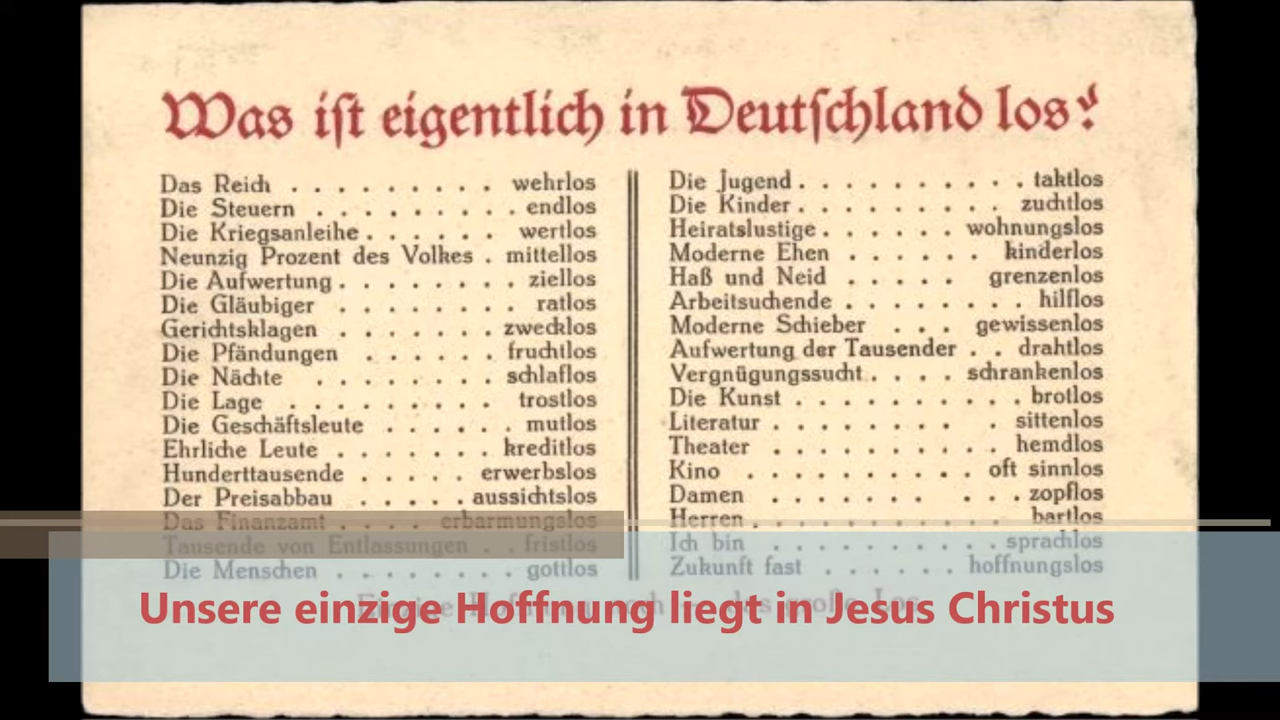 Was ist eigentlich in Deutschland los?
Das Reich . . . . . . . . . wehrlos
Die Steuern . . . . . . . . . endlos
Die Kriegsanleihe . . . . . . wertlos
Neunzig Prozent des Volkes . mittellos
Die Aufwertung . . . . . . . . ziellos
Die Gläubiger . . . . . . . . ratlos
Gerichtsklagen . . . . . . . zwecklos
Die Pfändungen . . . . . . fruchtlos
Die Nächte . . . . . . . . schlaflos
Die Lage . . . . . . . . . trostlos
Die Geschäftsleute . . . . . . mutlos
Ehrliche Leute . . . . . . . kreditlos
Hunderttausende . . . . . erwerbslos
Der Preisabbau . . . . . aussichtslos
Das Finanzamt . . . . erbarmungslos
Tausende von Entlassungen . . fristlos
Die Menschen . . . . . . . . gottlos
Die Jugend . . . . . . . . . . taktlos
Die Kinder . . . . . . . . . zuchtlos
Heiratslustige . . . . . . wohnungslos
Moderne Ehen . . . . . . kinderlos
Haß und Neid . . . . . grenzenlos
Arbeitsuchende . . . . . . . . hilflos
Moderne Schieber . . . gewissenlos
Aufwertung der Tausender . . drahtlos
Vergnügungssucht . . . . schrankenlos
Die Kunst . . . . . . . . . . brotlos
Literatur . . . . . . . . . sittenlos
Theater . . . . . . . . . . hemdlos
Kino . . . . . . . . . . oft sinnlos
Damen . . . . . . . . . zopflos
Herren . . . . . . . . . . bartlos
Ich bin . . . . . . . . . . sprachlos
Zukunft fast . . . . . . hoffnungslos
Unsere einzige Hoffnung liegt in Jesus Christus